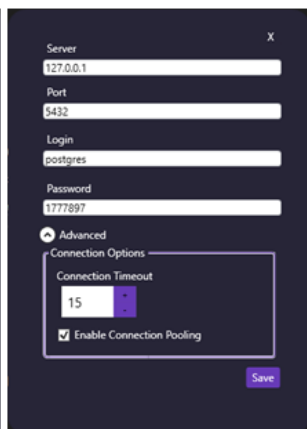 X
Server
127.0.0.1
Port
5432
Login
postgres
Password
1777897
Advanced
Connection Options
Connection Timeout
15
+
-
Enable Connection Pooling
Save